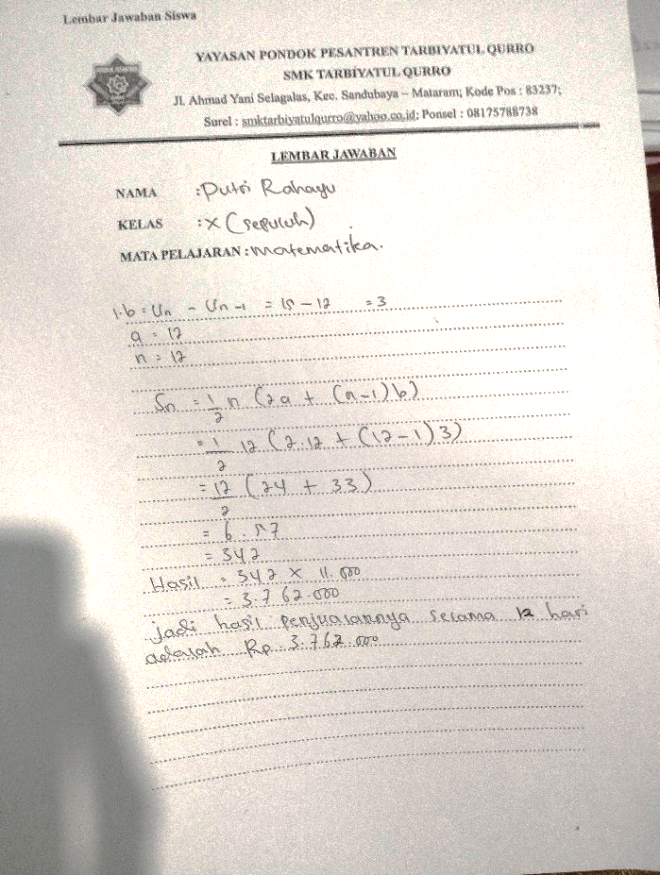 Lembar Jawaban Siswa
YAYASAN PONDOK PESANTREN TARBIYATUL QURRO
SMK TARBIYATUL QURRO
Jl. Ahmad Yani Selagalas, Kec. Sandubaya – Mataram; Kode Pos : 83237;
Surel : smktarbiyatulqurro@yahoo.co.id; Ponsel : 08175788738
LEMBAR JAWABAN
NAMA : Putri Rahayu
KELAS : X (sepuluh)
MATA PELAJARAN : Matematika.
1. b = Un - Un-1 = 15 - 12 = 3
a = 12
n = 12
Sn = 1/2 n (2a + (n-1) b)
= 1/2 12 (2.12 + (12-1) 3)
= 12/2 (24 + 33)
= 6 . 57
= 342
Hasil = 342 x 11.000
= 3.762.000
Jadi hasil penjualannya selama 12 hari
adalah Rp. 3.762.000